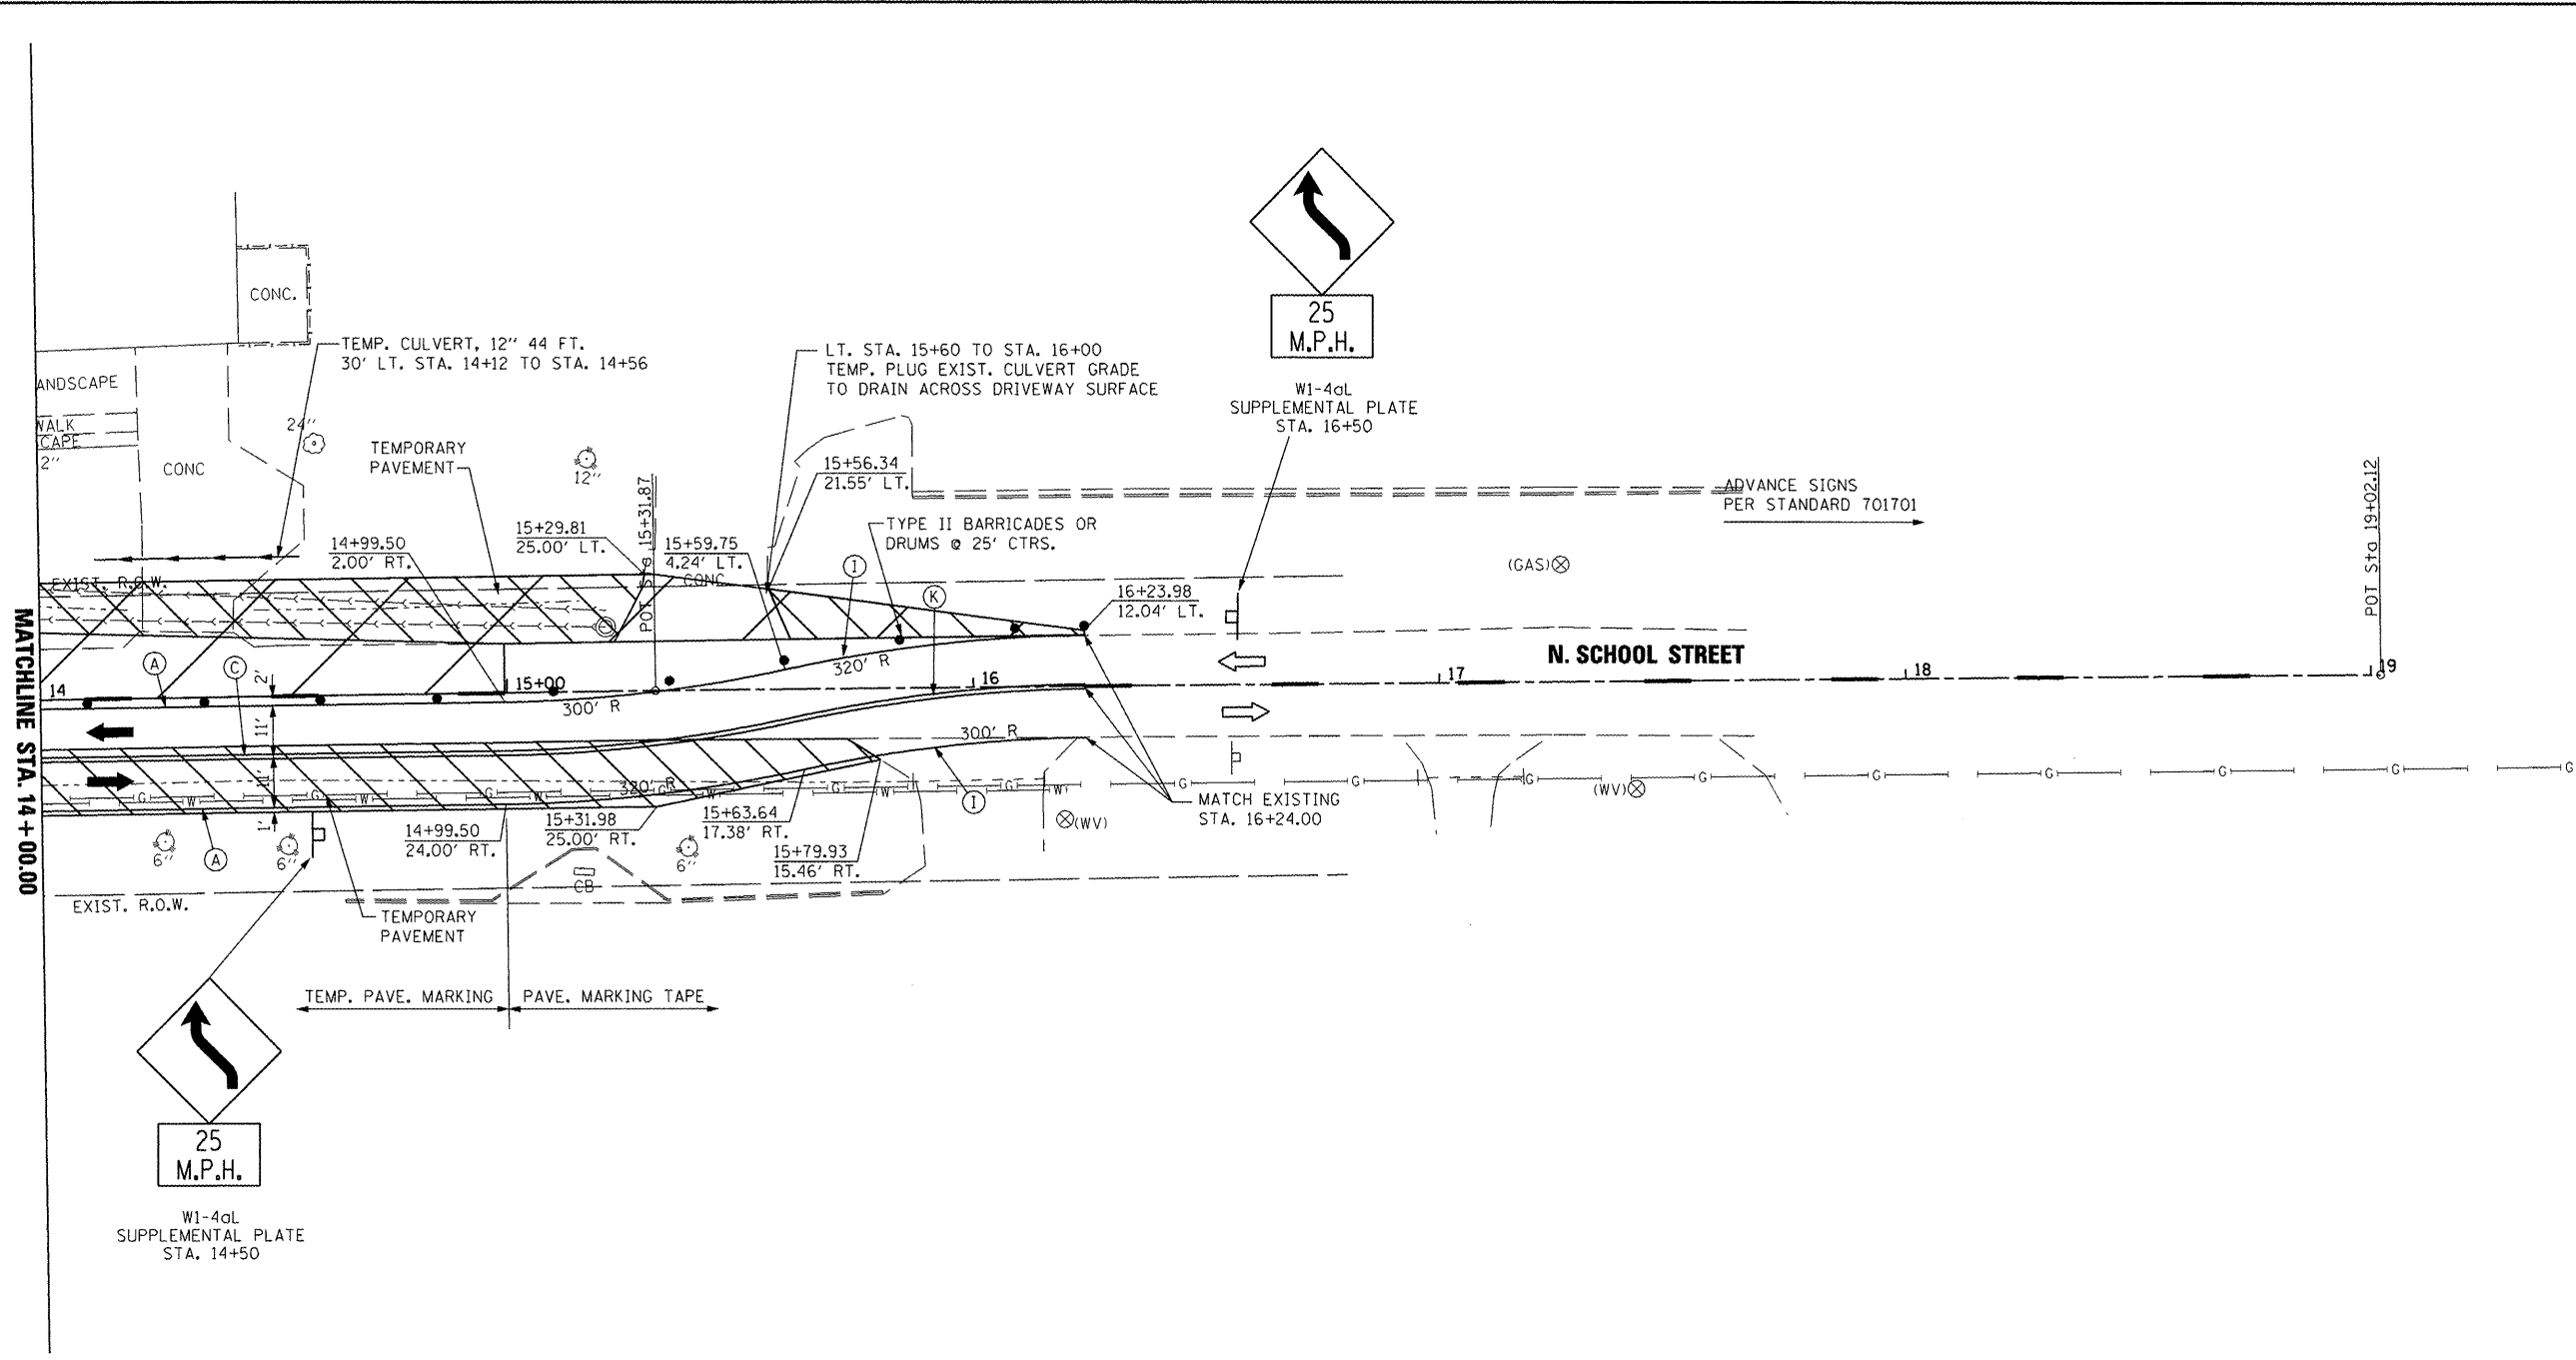 25
M.P.H.
W1-4aL
SUPPLEMENTAL PLATE
STA. 16+50
CONC.
TEMP. CULVERT, 12" 44 FT.
30' LT. STA. 14+12 TO STA. 14+56
LT. STA. 15+60 TO STA. 16+00
TEMP. PLUG EXIST. CULVERT GRADE
TO DRAIN ACROSS DRIVEWAY SURFACE
ANDSCAPE
WALK
CAPE
2"
24"
CONC
TEMPORARY
PAVEMENT
12"
15+56.34
21.55' LT.
ADVANCE SIGNS
PER STANDARD 701701
POT Sta 19+02.12
POT Sta 15+31.87
15+29.81
25.00' LT.
TYPE II BARRICADES OR
DRUMS @ 25' CTRS.
14+99.50
2.00' RT.
15+59.75
4.24' LT.
CONC
I
(GAS)
EXIST. R.O.W.
K
16+23.98
12.04' LT.
MATCHLINE STA. 14+00.00
N. SCHOOL STREET
A
C
2'
320' R
14
15+00
16
17
18
19
300' R
11'
300' R
11'
320' R
G
W
G
W
G
W
G
W
G
W
G
W
G
G
G
G
G
G
G
G
G
(WV)
I
MATCH EXISTING
STA. 16+24.00
(WV)
1'
6"
A
6"
14+99.50
24.00' RT.
15+31.98
25.00' RT.
15+63.64
17.38' RT.
6"
15+79.93
15.46' RT.
CB
EXIST. R.O.W.
TEMPORARY
PAVEMENT
TEMP. PAVE. MARKING
PAVE. MARKING TAPE
25
M.P.H.
W1-4aL
SUPPLEMENTAL PLATE
STA. 14+50